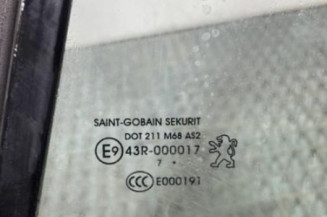 SAINT-GOBAIN SEKURIT
DOT 211 M68 AS2
E9 43R-000017
7 •
CCC E000191